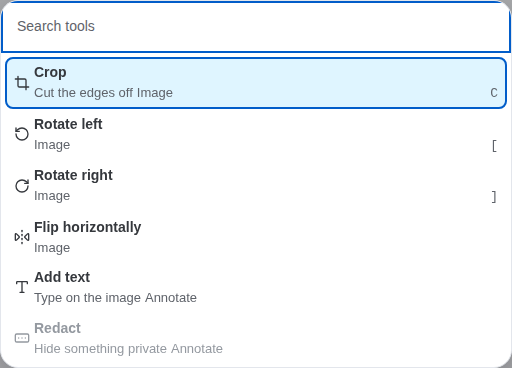 Search tools
Crop
Cut the edges off Image C
Rotate left
Image [
Rotate right
Image ]
Flip horizontally
Image
Add text
Type on the image Annotate
Redact
Hide something private Annotate